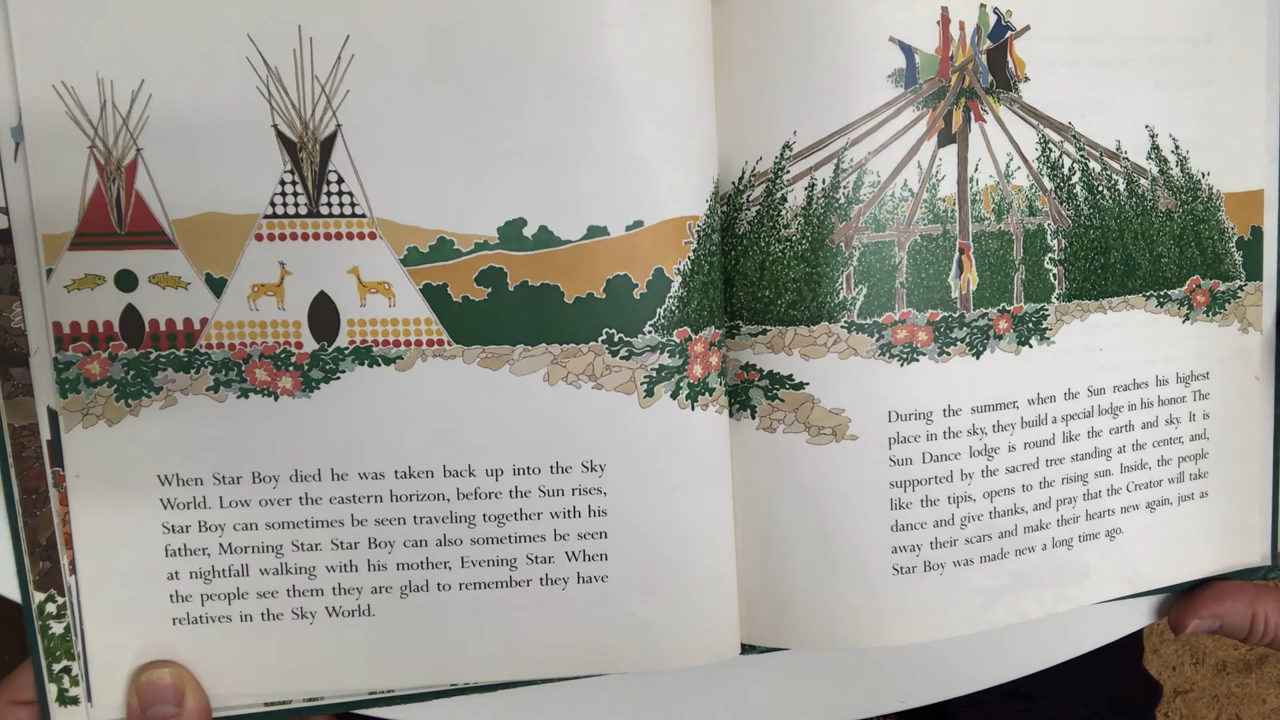 When Star Boy died he was taken back up into the Sky
World. Low over the eastern horizon, before the Sun rises,
Star Boy can sometimes be seen traveling together with his
father, Morning Star. Star Boy can also sometimes be seen
at nightfall walking with his mother, Evening Star. When
the people see them they are glad to remember they have
relatives in the Sky World.
During the summer, when the Sun reaches his highest
place in the sky, they build a special lodge in his honor. The
Sun Dance lodge is round like the earth and sky. It is
supported by the sacred tree standing at the center, and,
like the tipis, opens to the rising sun. Inside, the people
dance and give thanks, and pray that the Creator will take
away their scars and make their hearts new again, just as
Star Boy was made new a long time ago.